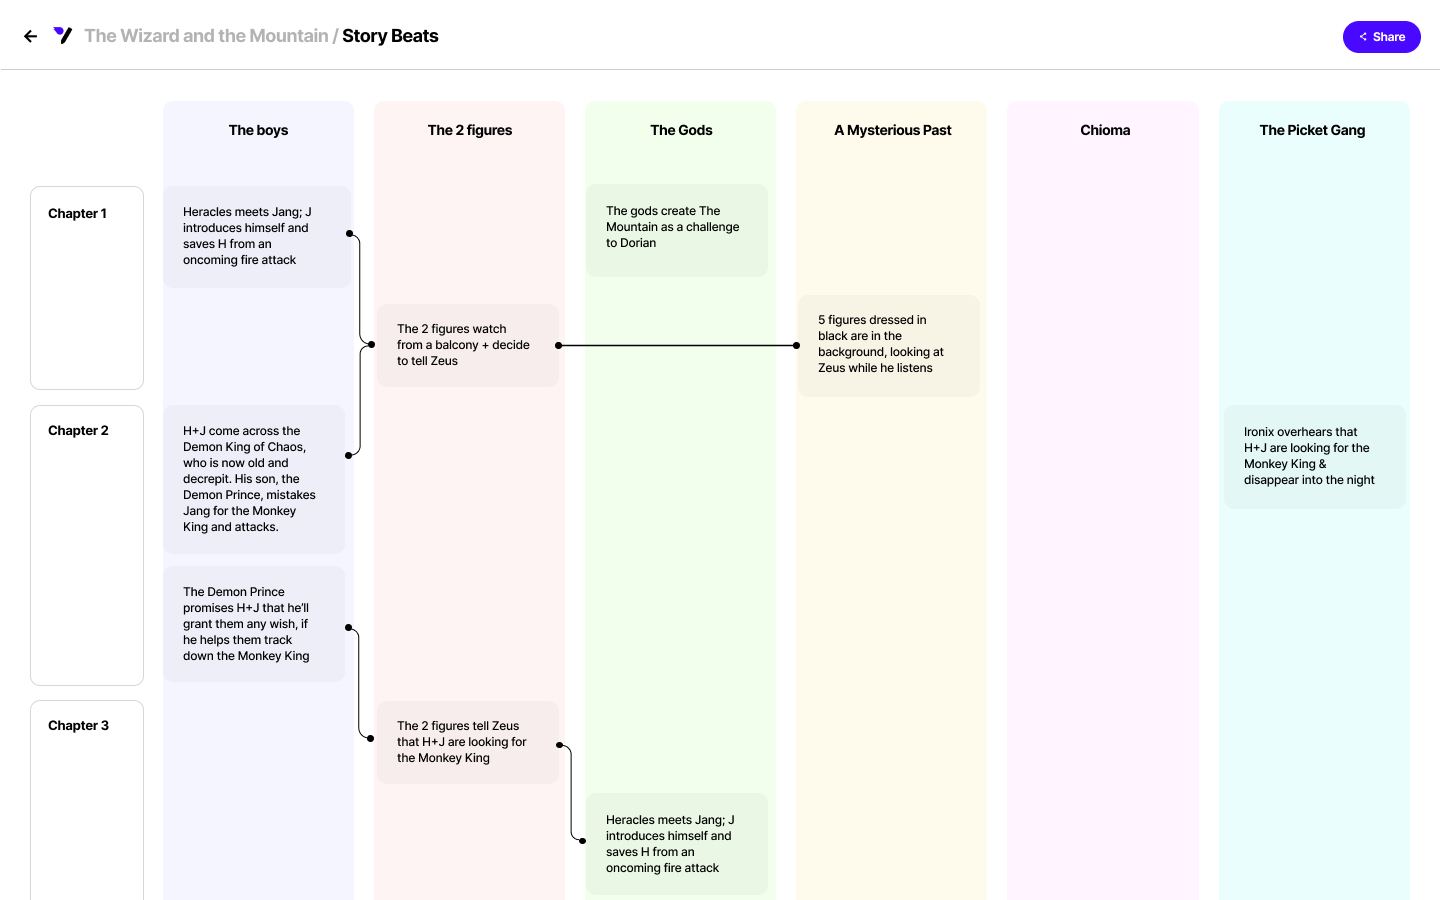 The Wizard and the Mountain / Story Beats
Share
The boys
The 2 figures
The Gods
A Mysterious Past
Chioma
The Picket Gang
Chapter 1
Heracles meets Jang; J
introduces himself and
saves H from an
oncoming fire attack
The gods create The
Mountain as a challenge
to Dorian
The 2 figures watch
from a balcony + decide
to tell Zeus
5 figures dressed in
black are in the
background, looking at
Zeus while he listens
Chapter 2
H+J come across the
Demon King of Chaos,
who is now old and
decrepit. His son, the
Demon Prince, mistakes
Jang for the Monkey
King and attacks.
Ironix overhears that
H+J are looking for the
Monkey King &
disappear into the night
The Demon Prince
promises H+J that he'll
grant them any wish, if
he helps them track
down the Monkey King
Chapter 3
The 2 figures tell Zeus
that H+J are looking for
the Monkey King
Heracles meets Jang; J
introduces himself and
saves H from an
oncoming fire attack